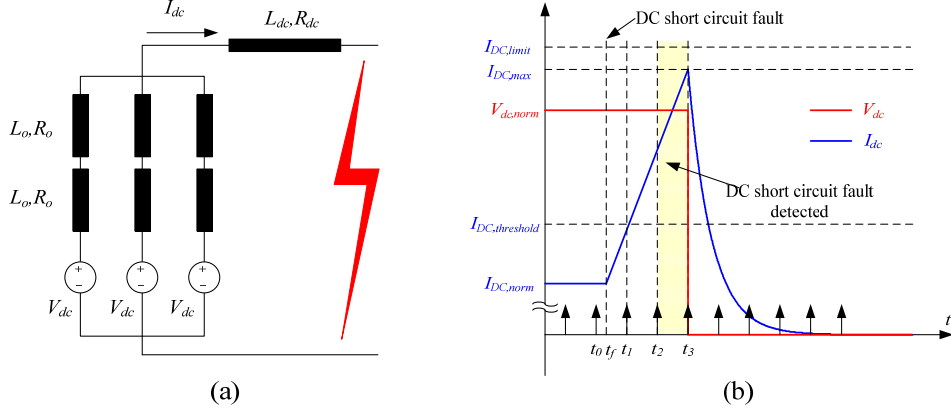 I_dc
L_dc,R_dc
L_o,R_o
L_o,R_o
+ + +
− − −
V_dc V_dc V_dc
(a)
DC short circuit fault
I_DC,limit
I_DC,max
V_dc,norm
V_dc
I_dc
DC short circuit fault
detected
I_DC,threshold
I_DC,norm
t
t_0 t_f t_1 t_2 t_3
(b)